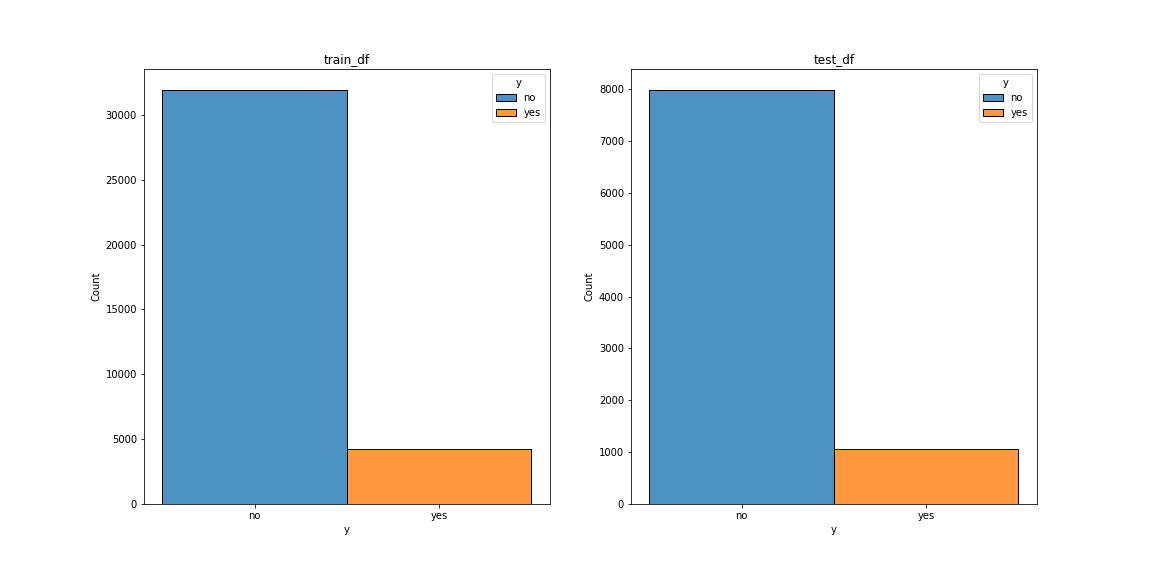 train_df
y
no
yes
30000
25000
20000
15000
10000
5000
0
Count
no yes
y
test_df
y
no
yes
8000
7000
6000
5000
4000
3000
2000
1000
0
Count
no yes
y